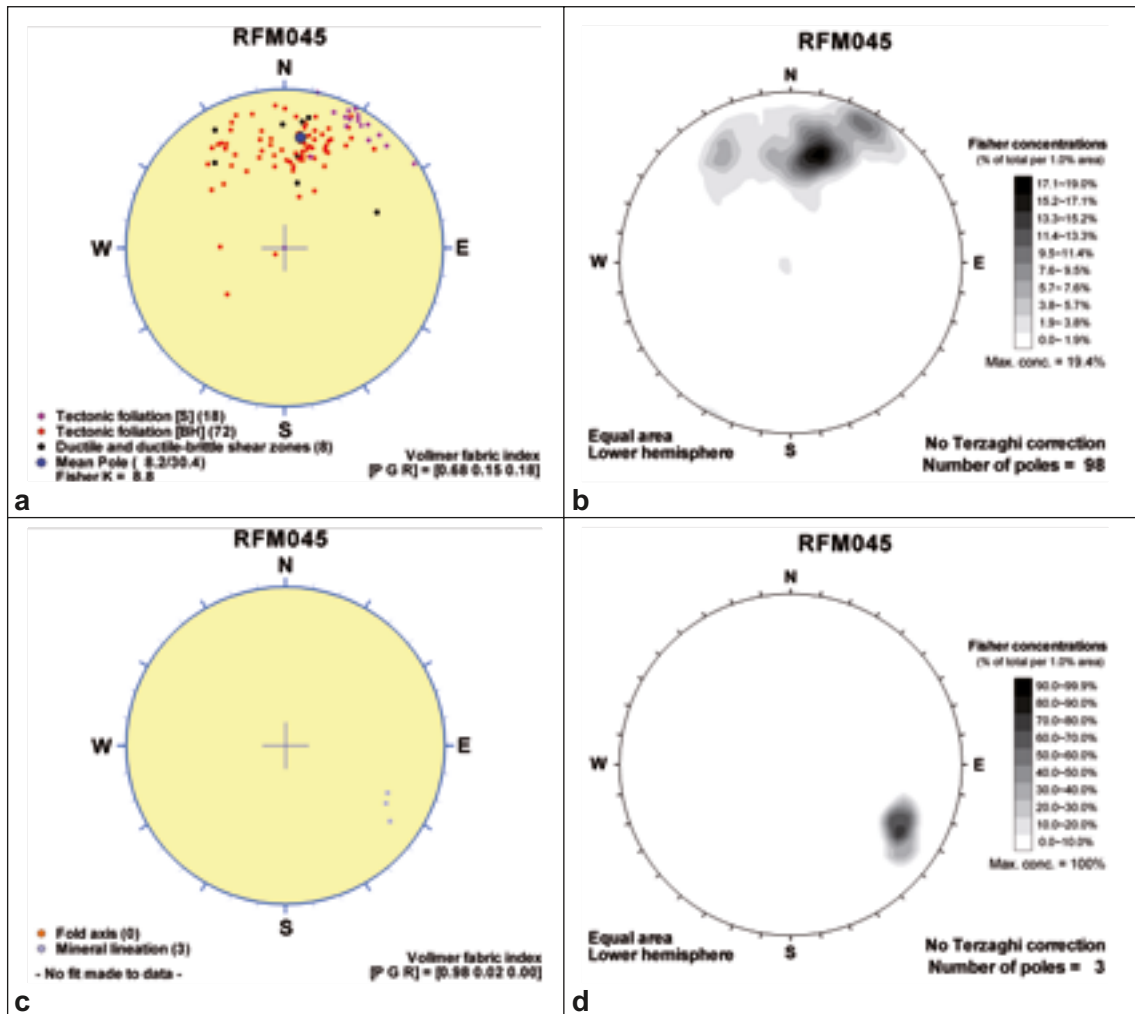 RFM045
N
W
E
S
Tectonic foliation [S] (18)
Tectonic foliation [BH] (72)
Ductile and ductile-brittle shear zones (8)
Mean Pole ( 8.2/30.4)
Fisher K = 8.8
Vollmer fabric index
[P G R] = [0.68 0.15 0.18]
a
RFM045
N
W
E
S
Fisher concentrations
(% of total per 1.0% area)
17.1~19.0%
15.2~17.1%
13.3~15.2%
11.4~13.3%
9.5~11.4%
7.6~ 9.5%
5.7~ 7.6%
3.8~ 5.7%
1.9~ 3.8%
0.0~ 1.9%
Max. conc. = 19.4%
Equal area
Lower hemisphere
No Terzaghi correction
Number of poles = 98
b
RFM045
N
W
E
S
Fold axis (0)
Mineral lineation (3)
- No fit made to data -
Vollmer fabric index
[P G R] = [0.98 0.02 0.00]
c
RFM045
N
W
E
S
Fisher concentrations
(% of total per 1.0% area)
90.0~99.9%
80.0~90.0%
70.0~80.0%
60.0~70.0%
50.0~60.0%
40.0~50.0%
30.0~40.0%
20.0~30.0%
10.0~20.0%
0.0~10.0%
Max. conc. = 100%
Equal area
Lower hemisphere
No Terzaghi correction
Number of poles = 3
d